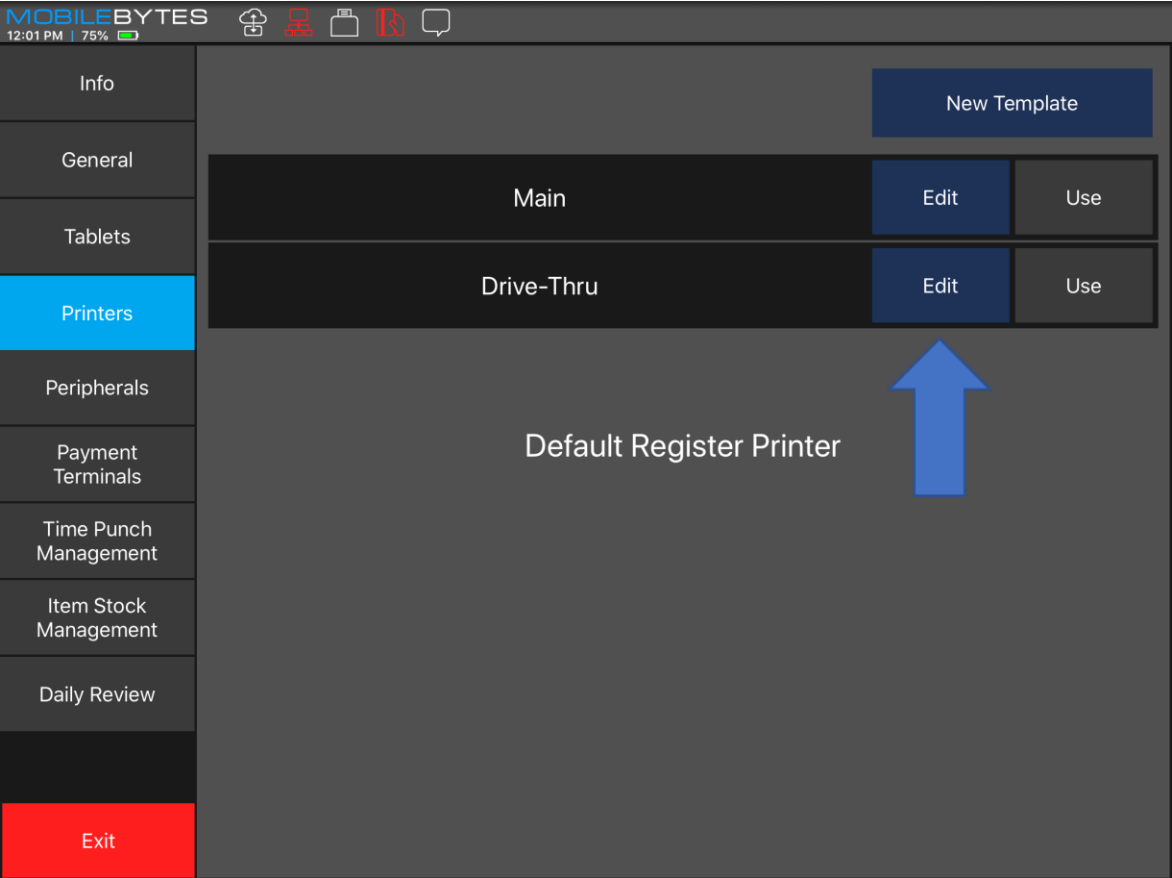 MOBILEBYTES
12:01 PM | 75%
Info
General
Tablets
Printers
Peripherals
Payment
Terminals
Time Punch
Management
Item Stock
Management
Daily Review
Exit
New Template
Main Edit Use
Drive-Thru Edit Use
Default Register Printer